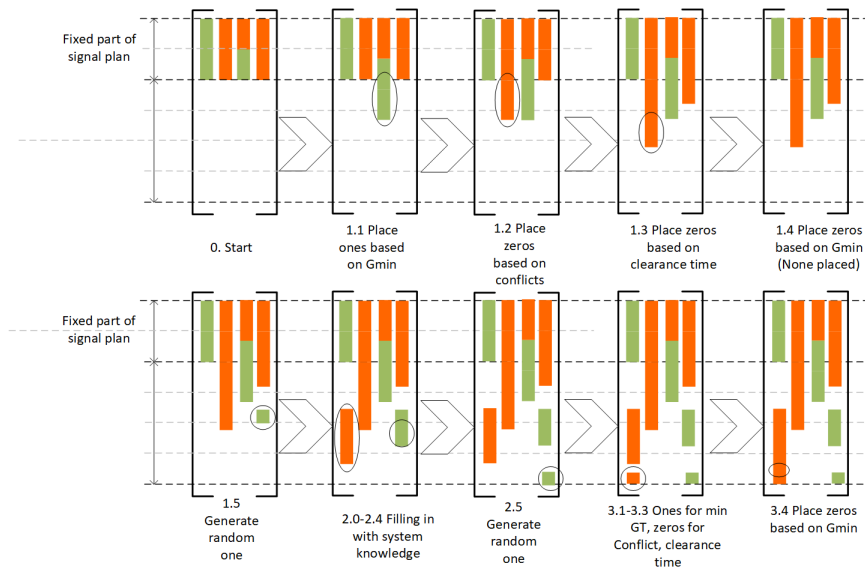 Fixed part of
signal plan
0. Start
1.1 Place
ones based
on Gmin
1.2 Place
zeros
based on
conflicts
1.3 Place zeros
based on
clearance time
1.4 Place zeros
based on Gmin
(None placed)
Fixed part of
signal plan
1.5
Generate
random
one
2.0-2.4 Filling in
with system
knowledge
2.5
Generate
random
one
3.1-3.3 Ones for min
GT, zeros for
Conflict, clearance
time
3.4 Place zeros
based on Gmin